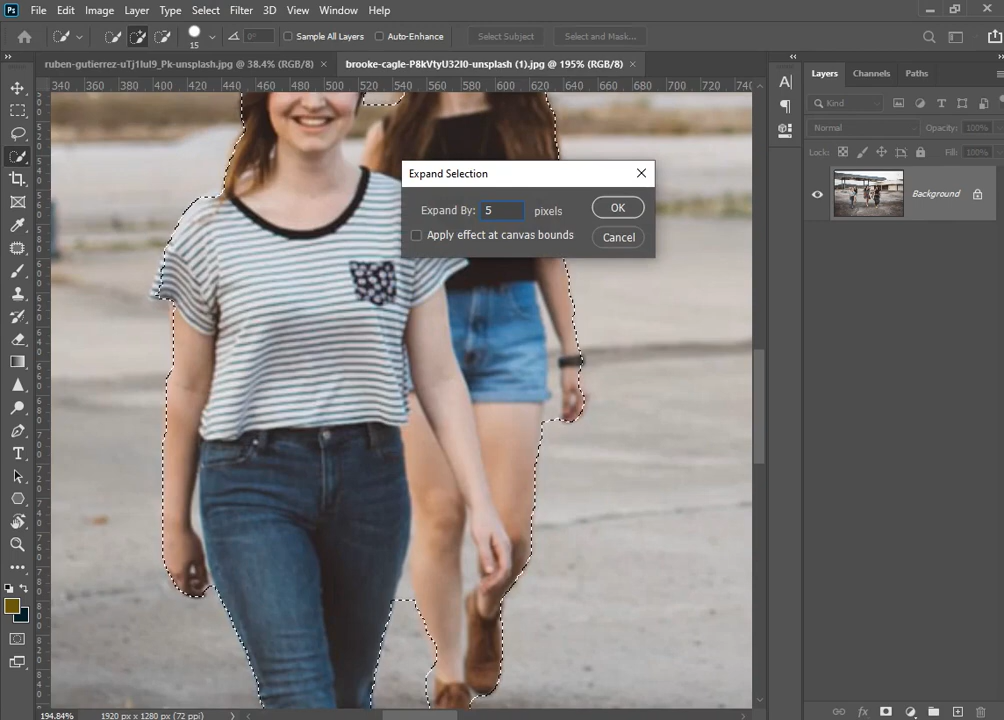 Ps File Edit Image Layer Type Select Filter 3D View Window Help
15 0° Sample All Layers Auto-Enhance Select Subject Select and Mask...
ruben-gutierrez-uTj1luI9_Pk-unsplash.jpg @ 38.4% (RGB/8) × brooke-cagle-P8kVtyU32I0-unsplash (1).jpg @ 195% (RGB/8) ×
340 360 380 400 420 440 460 480 500 520 540 560 580 600 620 640 660 680 700 720 740
Layers Channels Paths
Kind
Normal Opacity: 100%
Lock: Fill: 100%
Background
Expand Selection
Expand By: 5 pixels OK
Apply effect at canvas bounds Cancel
194.84% 1920 px x 1280 px (72 ppi)